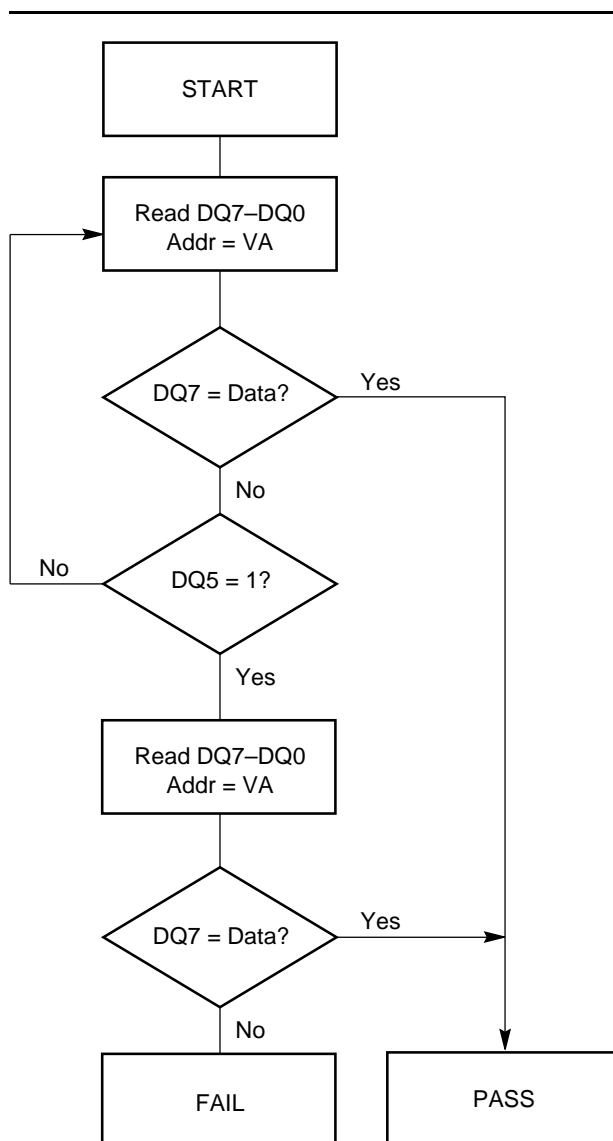 START
Read DQ7–DQ0
Addr = VA
DQ7 = Data?
Yes
No
DQ5 = 1?
No
Yes
Read DQ7–DQ0
Addr = VA
DQ7 = Data?
Yes
No
FAIL
PASS